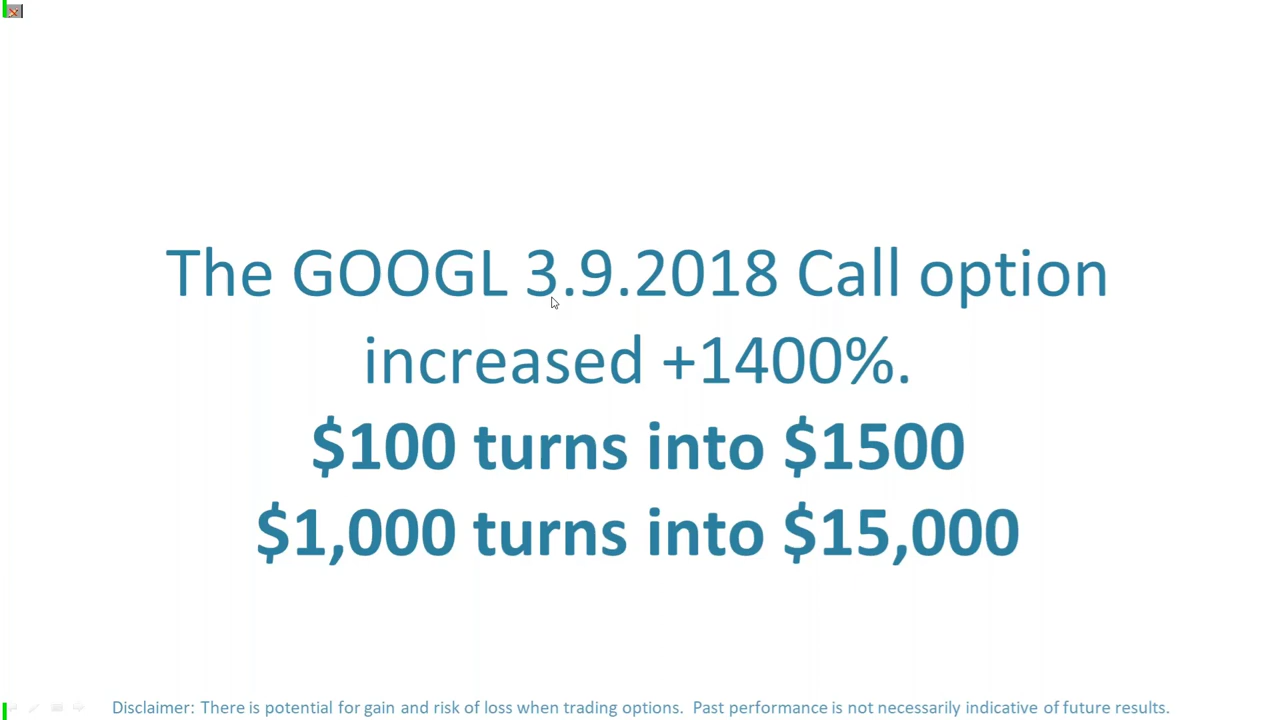 The GOOGL 3.9.2018 Call option
increased +1400%.
$100 turns into $1500
$1,000 turns into $15,000
Disclaimer: There is potential for gain and risk of loss when trading options.  Past performance is not necessarily indicative of future results.